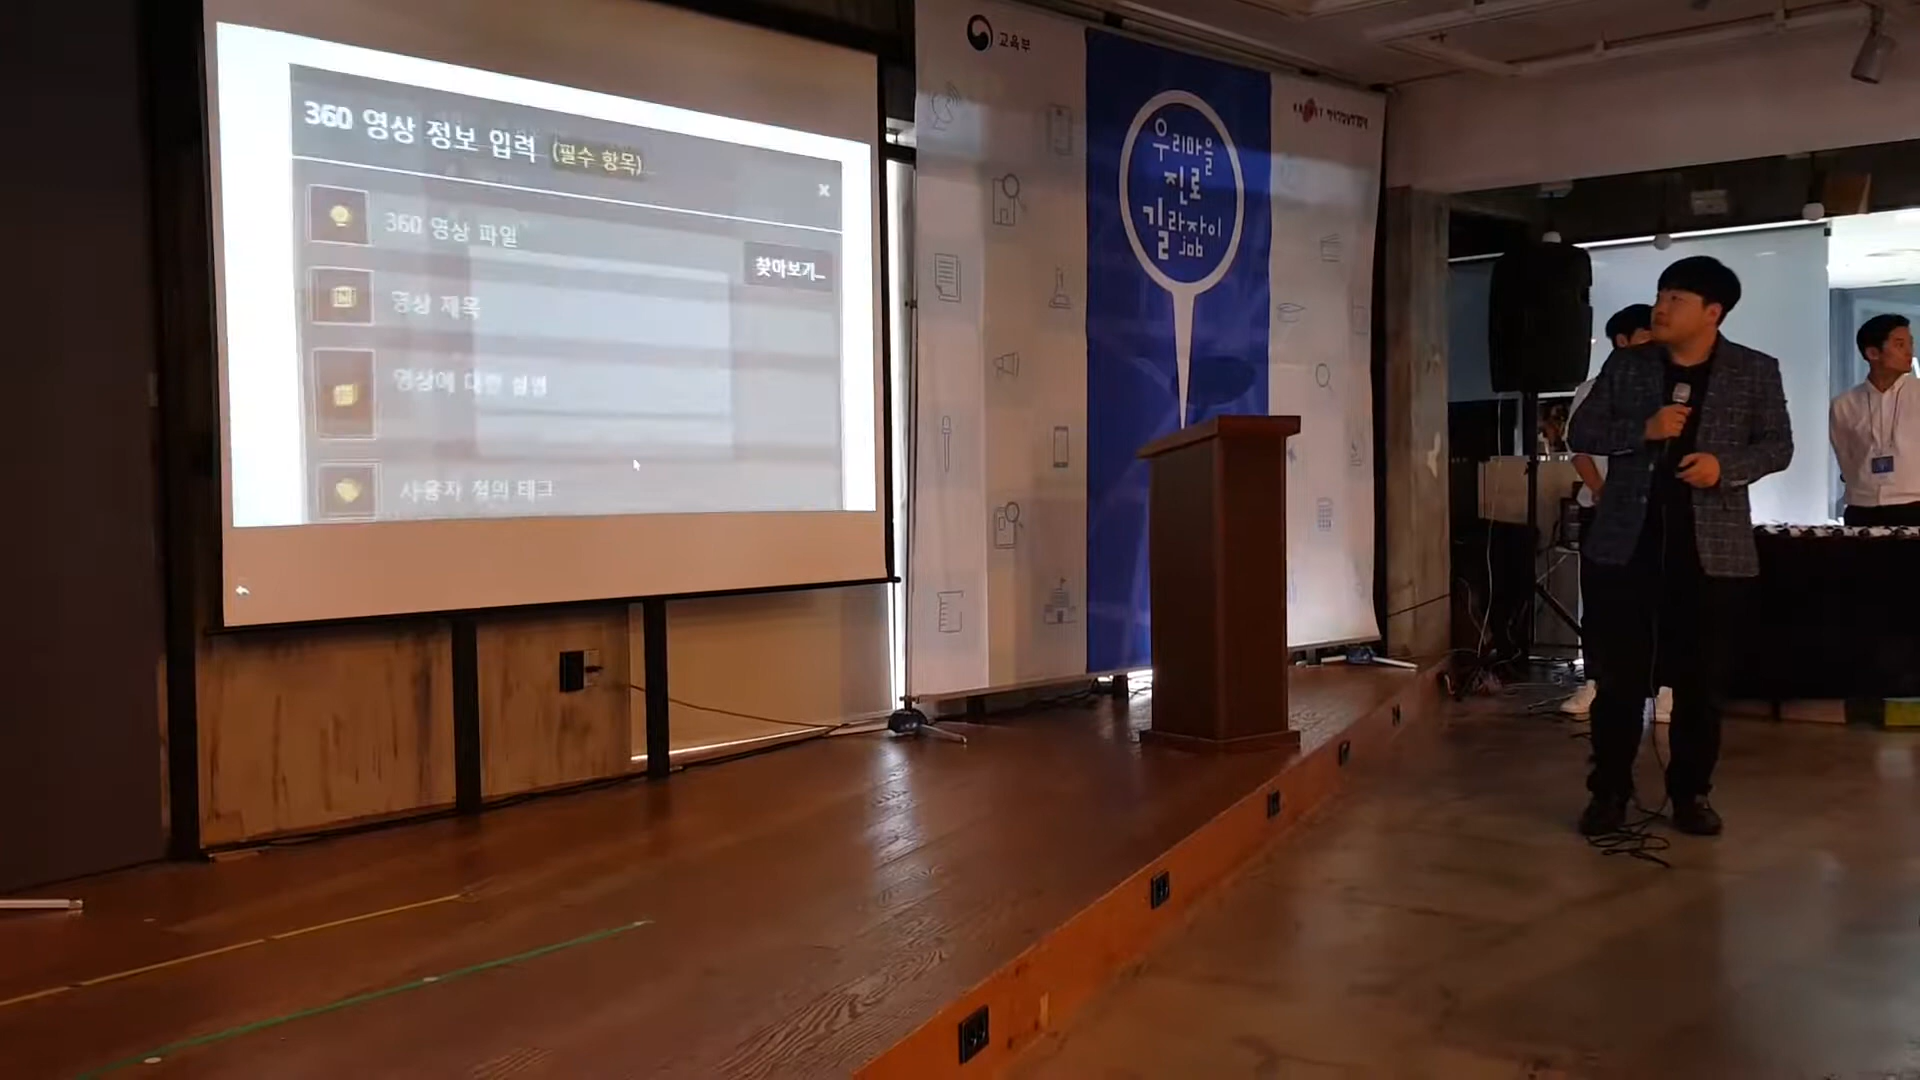 360 영상 정보 입력 (필수 항목)
360 영상 파일
찾아보기...
영상 제목
영상에 대한 설명
사용자 정의 태그
교육부
우리마을
진로
길라잡이
job